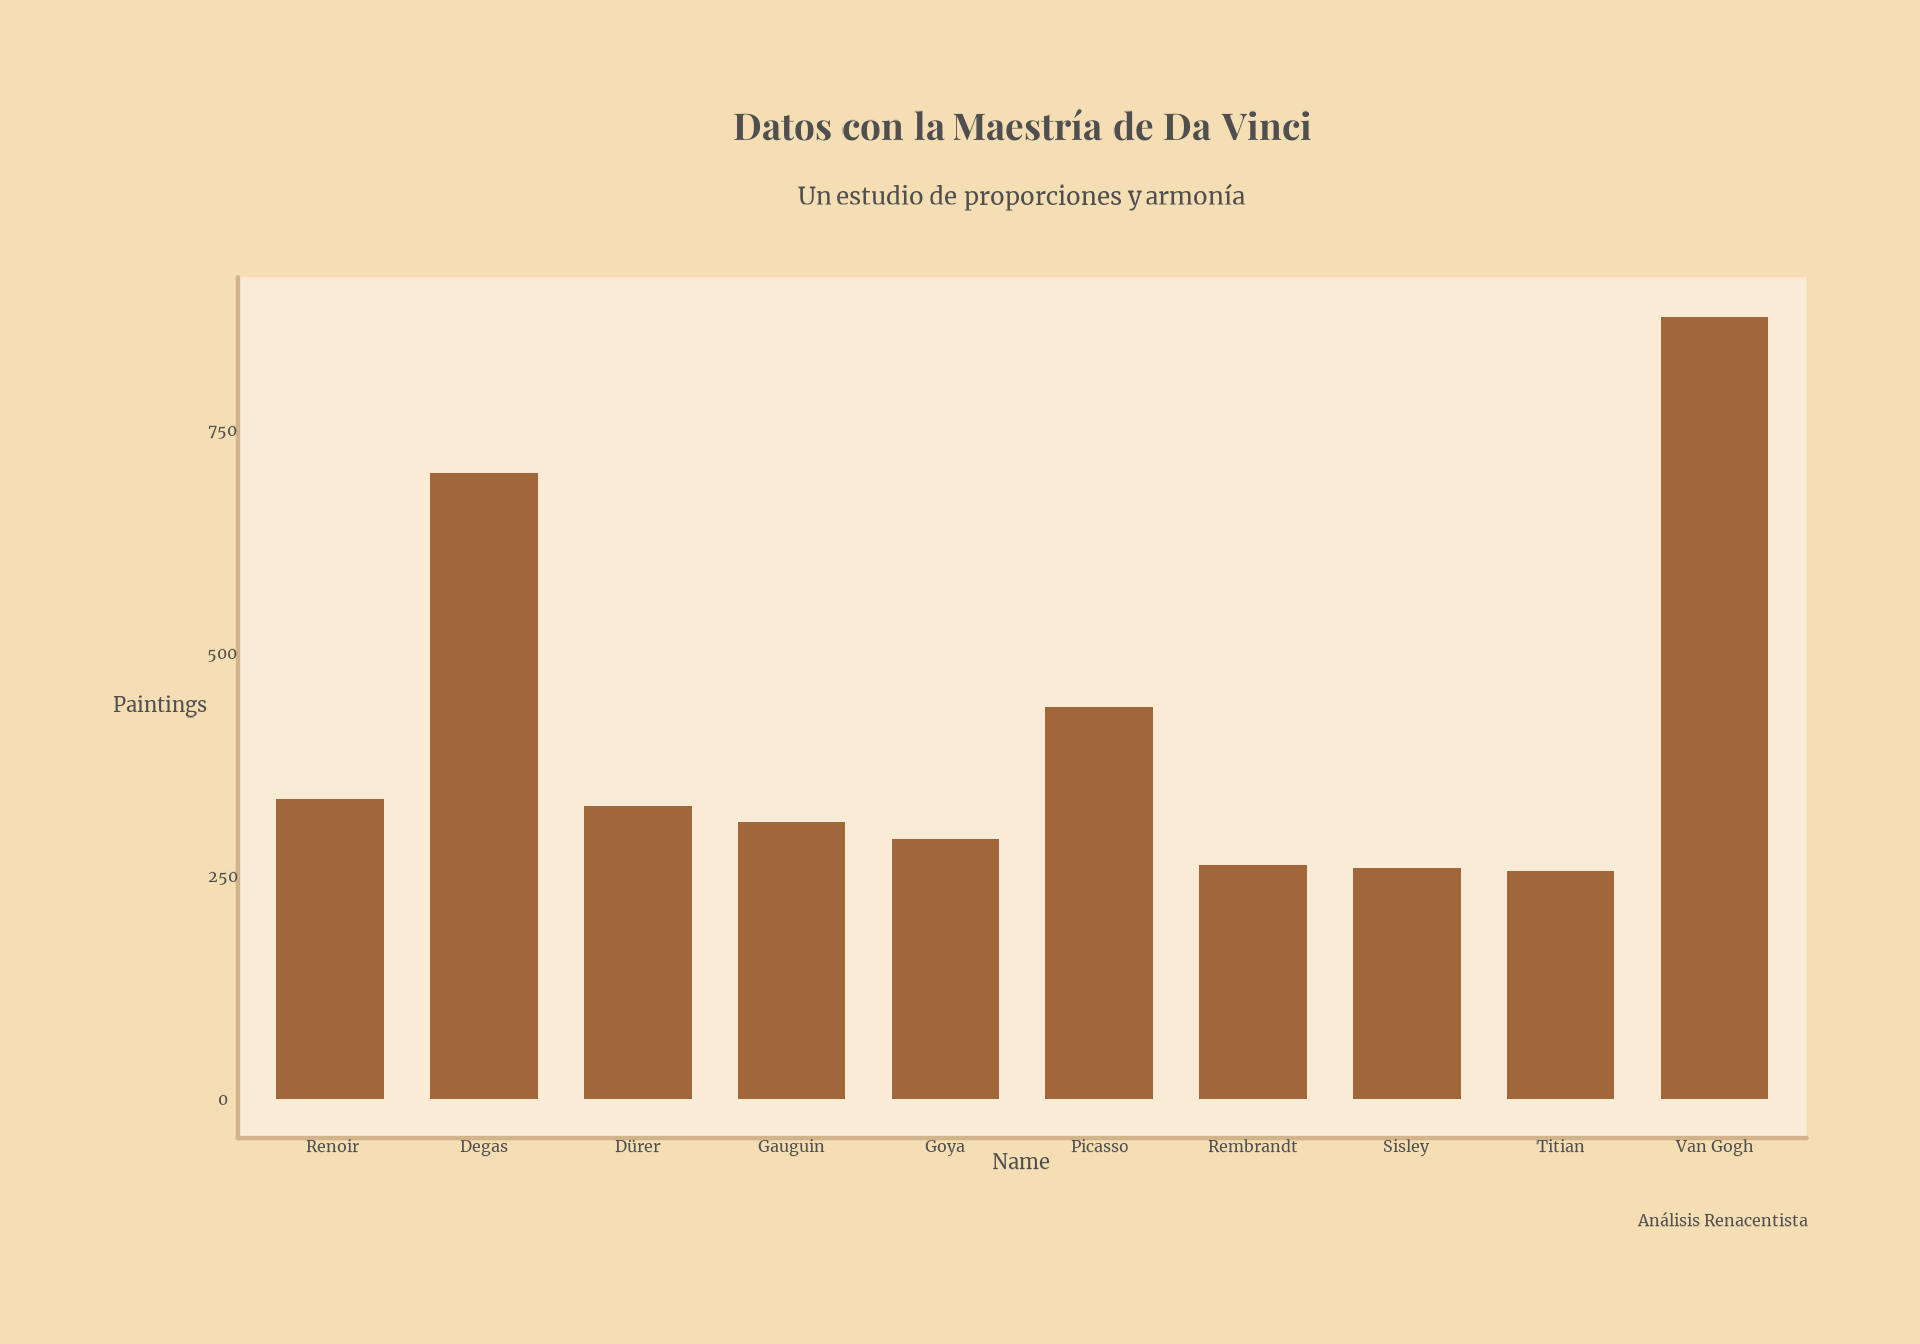 Datos con la Maestría de Da Vinci
Un estudio de proporciones y armonía
750
500
Paintings
250
0
Renoir Degas Dürer Gauguin Goya Picasso Rembrandt Sisley Titian Van Gogh
Name
Análisis Renacentista